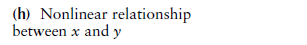 (h) Nonlinear relationship
between x and y